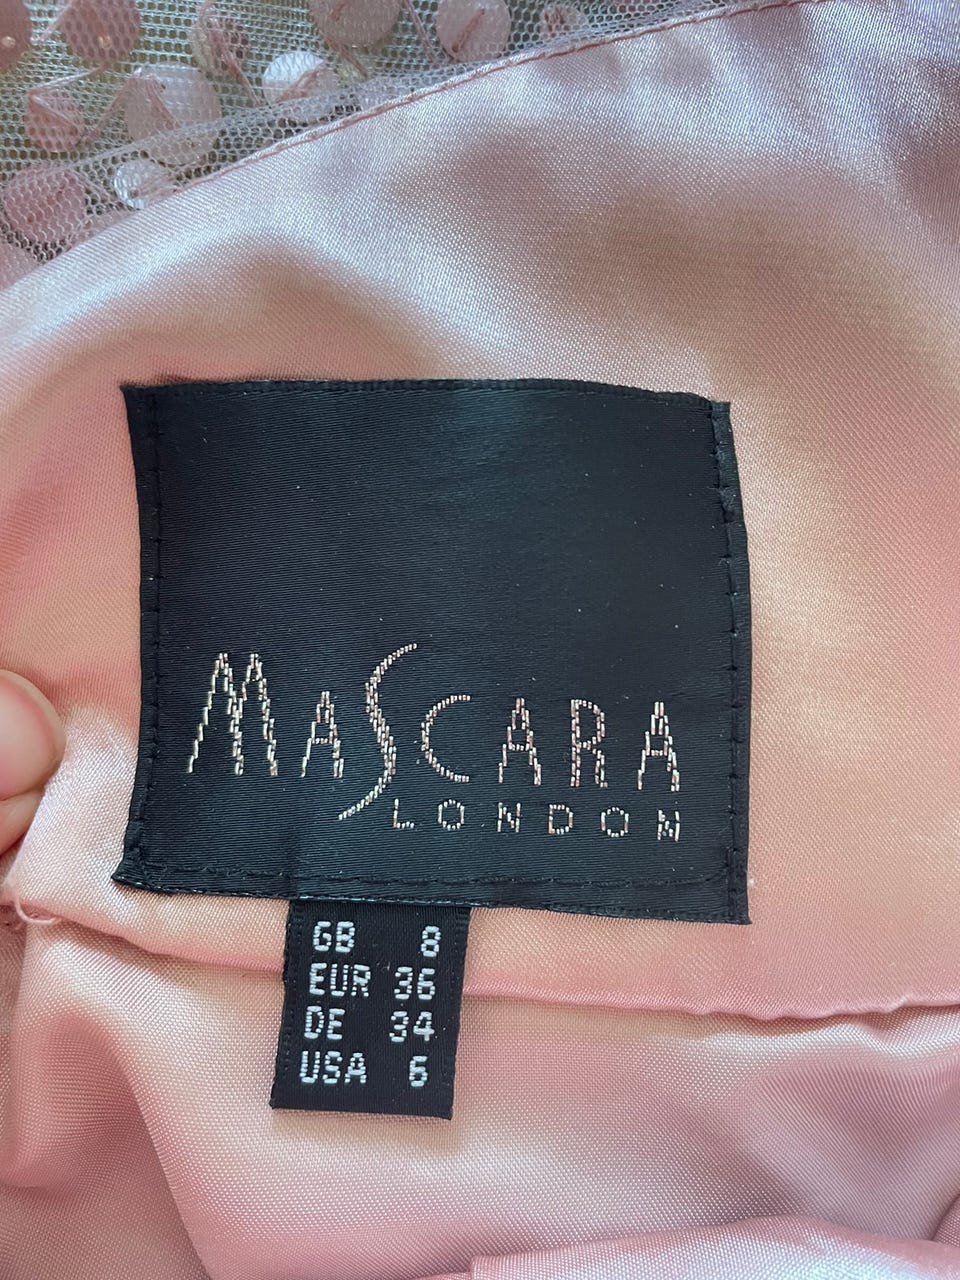 MASCARA
LONDON
GB 8
EUR 36
DE 34
USA 6